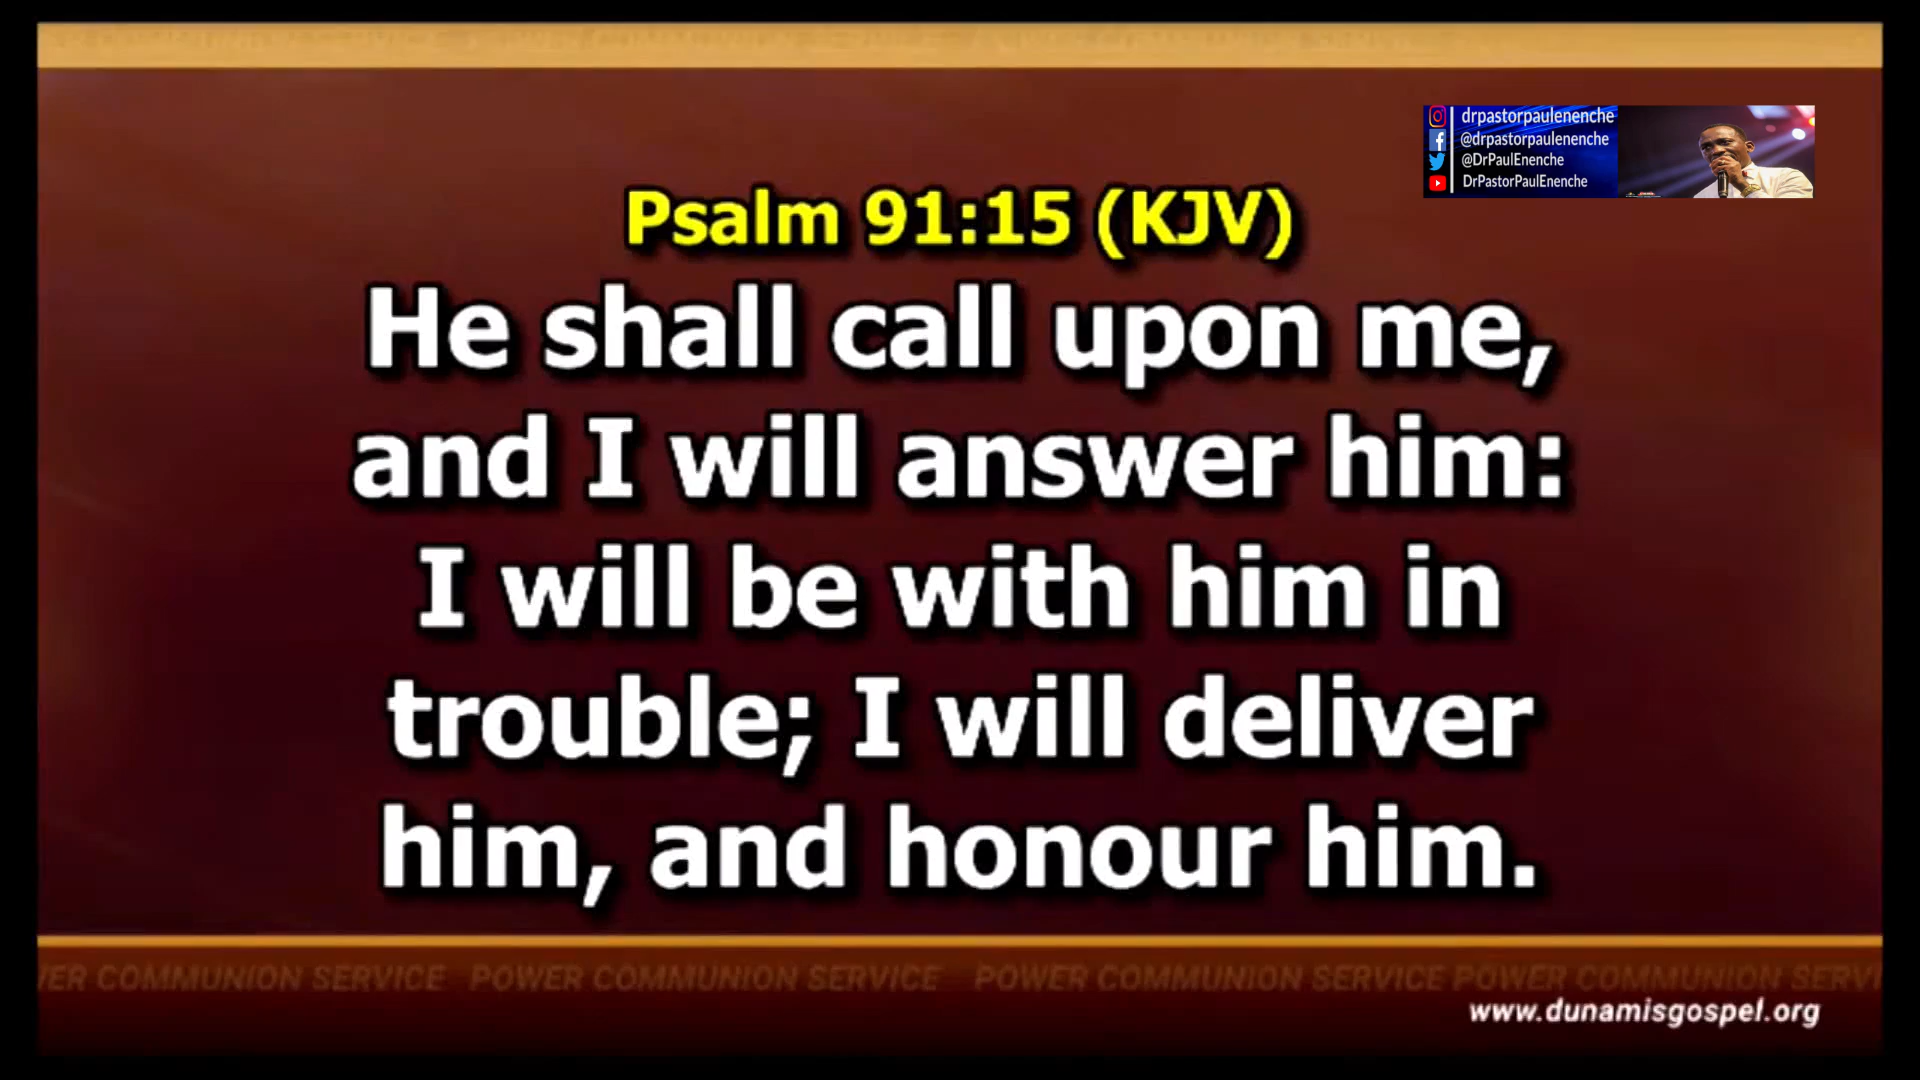 drpastorpaulenenche
@drpastorpaulenenche
@DrPaulEnenche
DrPastorPaulEnenche
Psalm 91:15 (KJV)
He shall call upon me,
and I will answer him:
I will be with him in
trouble; I will deliver
him, and honour him.
VER COMMUNION SERVICE POWER COMMUNION SERVICE POWER COMMUNION SERVICE POWER COMMUNION SERVI
www.dunamisgospel.org